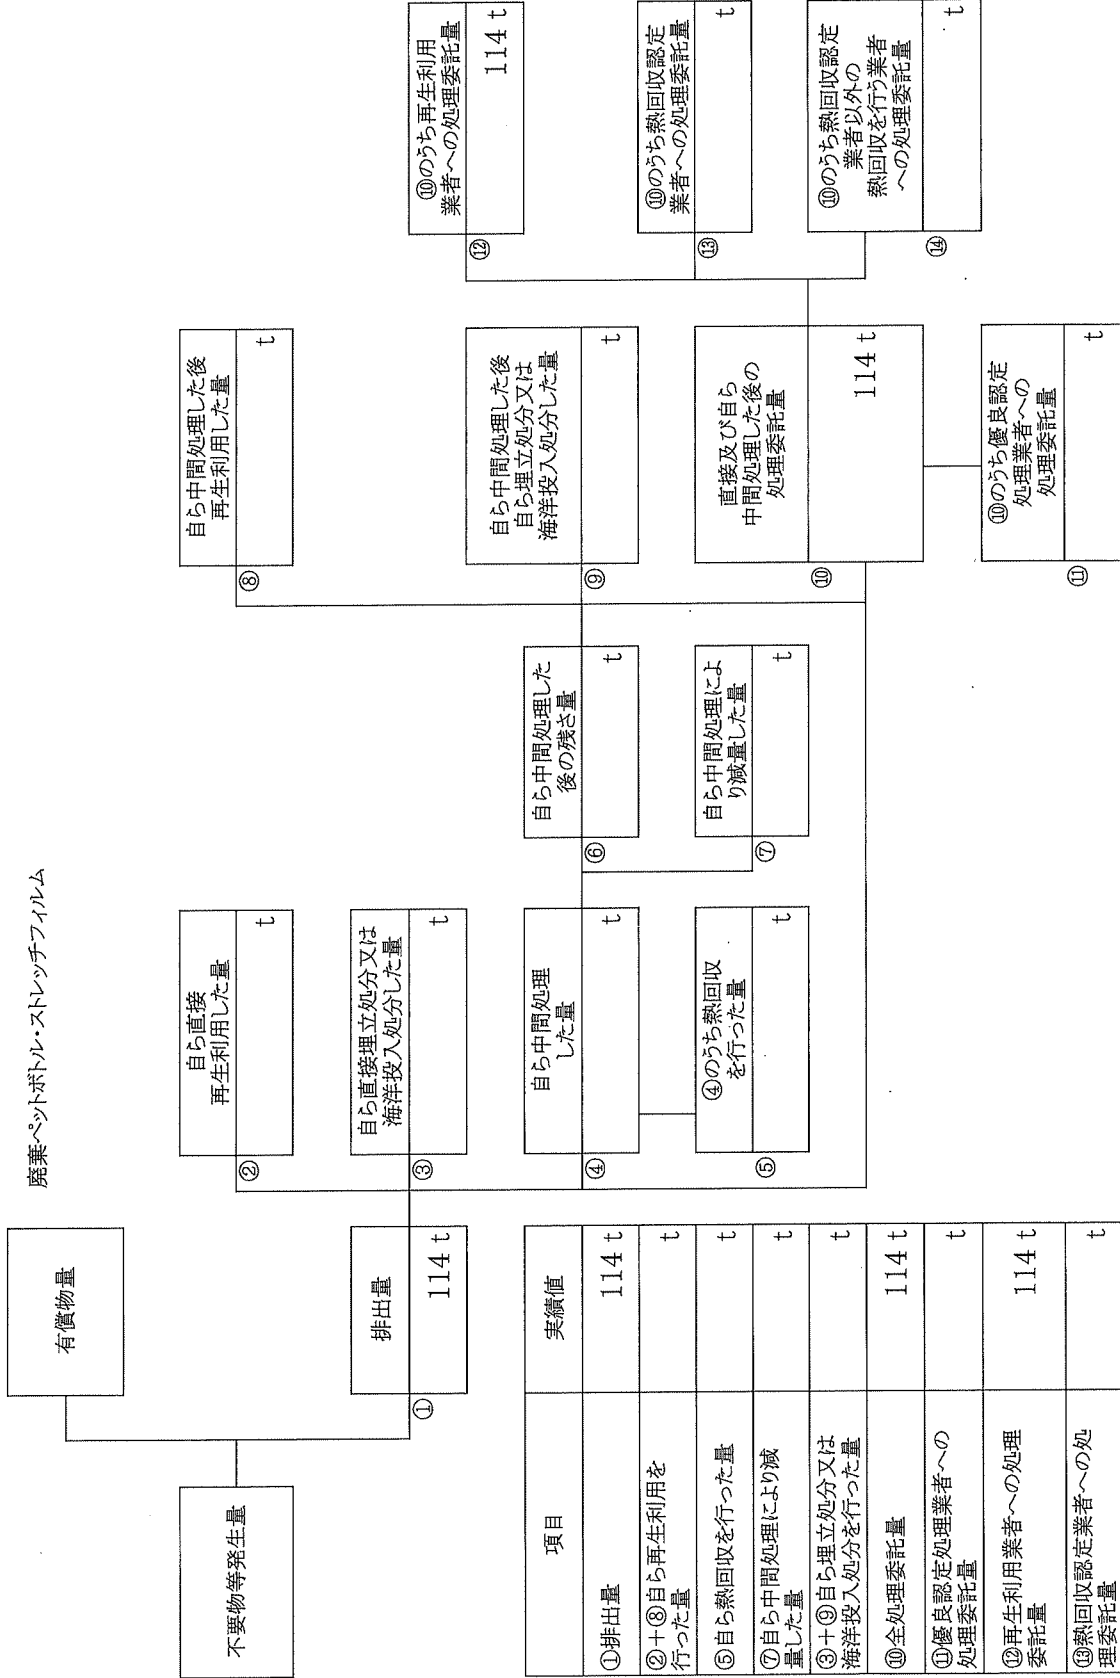 廃棄ペットボトル・ストレッチフィルム
有償物量
不要物等発生量
①
排出量
114 t
②
自ら直接
再生利用した量
t
③
自ら直接埋立処分又は
海洋投入処分した量
t
④
自ら中間処理
した量
t
⑤
④のうち熱回収
を行った量
t
⑥
自ら中間処理した
後の残さ量
t
⑦
自ら中間処理によ
り減量した量
t
⑧
自ら中間処理した後
再生利用した量
t
⑨
自ら中間処理した後
自ら埋立処分又は
海洋投入処分した量
t
⑩
直接及び自ら
中間処理した後の
処理委託量
114 t
⑪
⑩のうち優良認定
処理業者への
処理委託量
t
⑫
⑩のうち再生利用
業者への処理委託量
114 t
⑬
⑩のうち熱回収認定
業者への処理委託量
t
⑭
⑩のうち熱回収認定
業者以外の
熱回収を行う業者
への処理委託量
t
項目 実績値
①排出量 114 t
②+⑧自ら再生利用を
行った量 t
⑤自ら熱回収を行った量 t
⑦自ら中間処理により減
量した量 t
③+⑨自ら埋立処分又は
海洋投入処分を行った量 t
⑩全処理委託量 114 t
⑪優良認定処理業者への
処理委託量 t
⑫再生利用業者への処理
委託量 114 t
⑬熱回収認定業者への処
理委託量 t